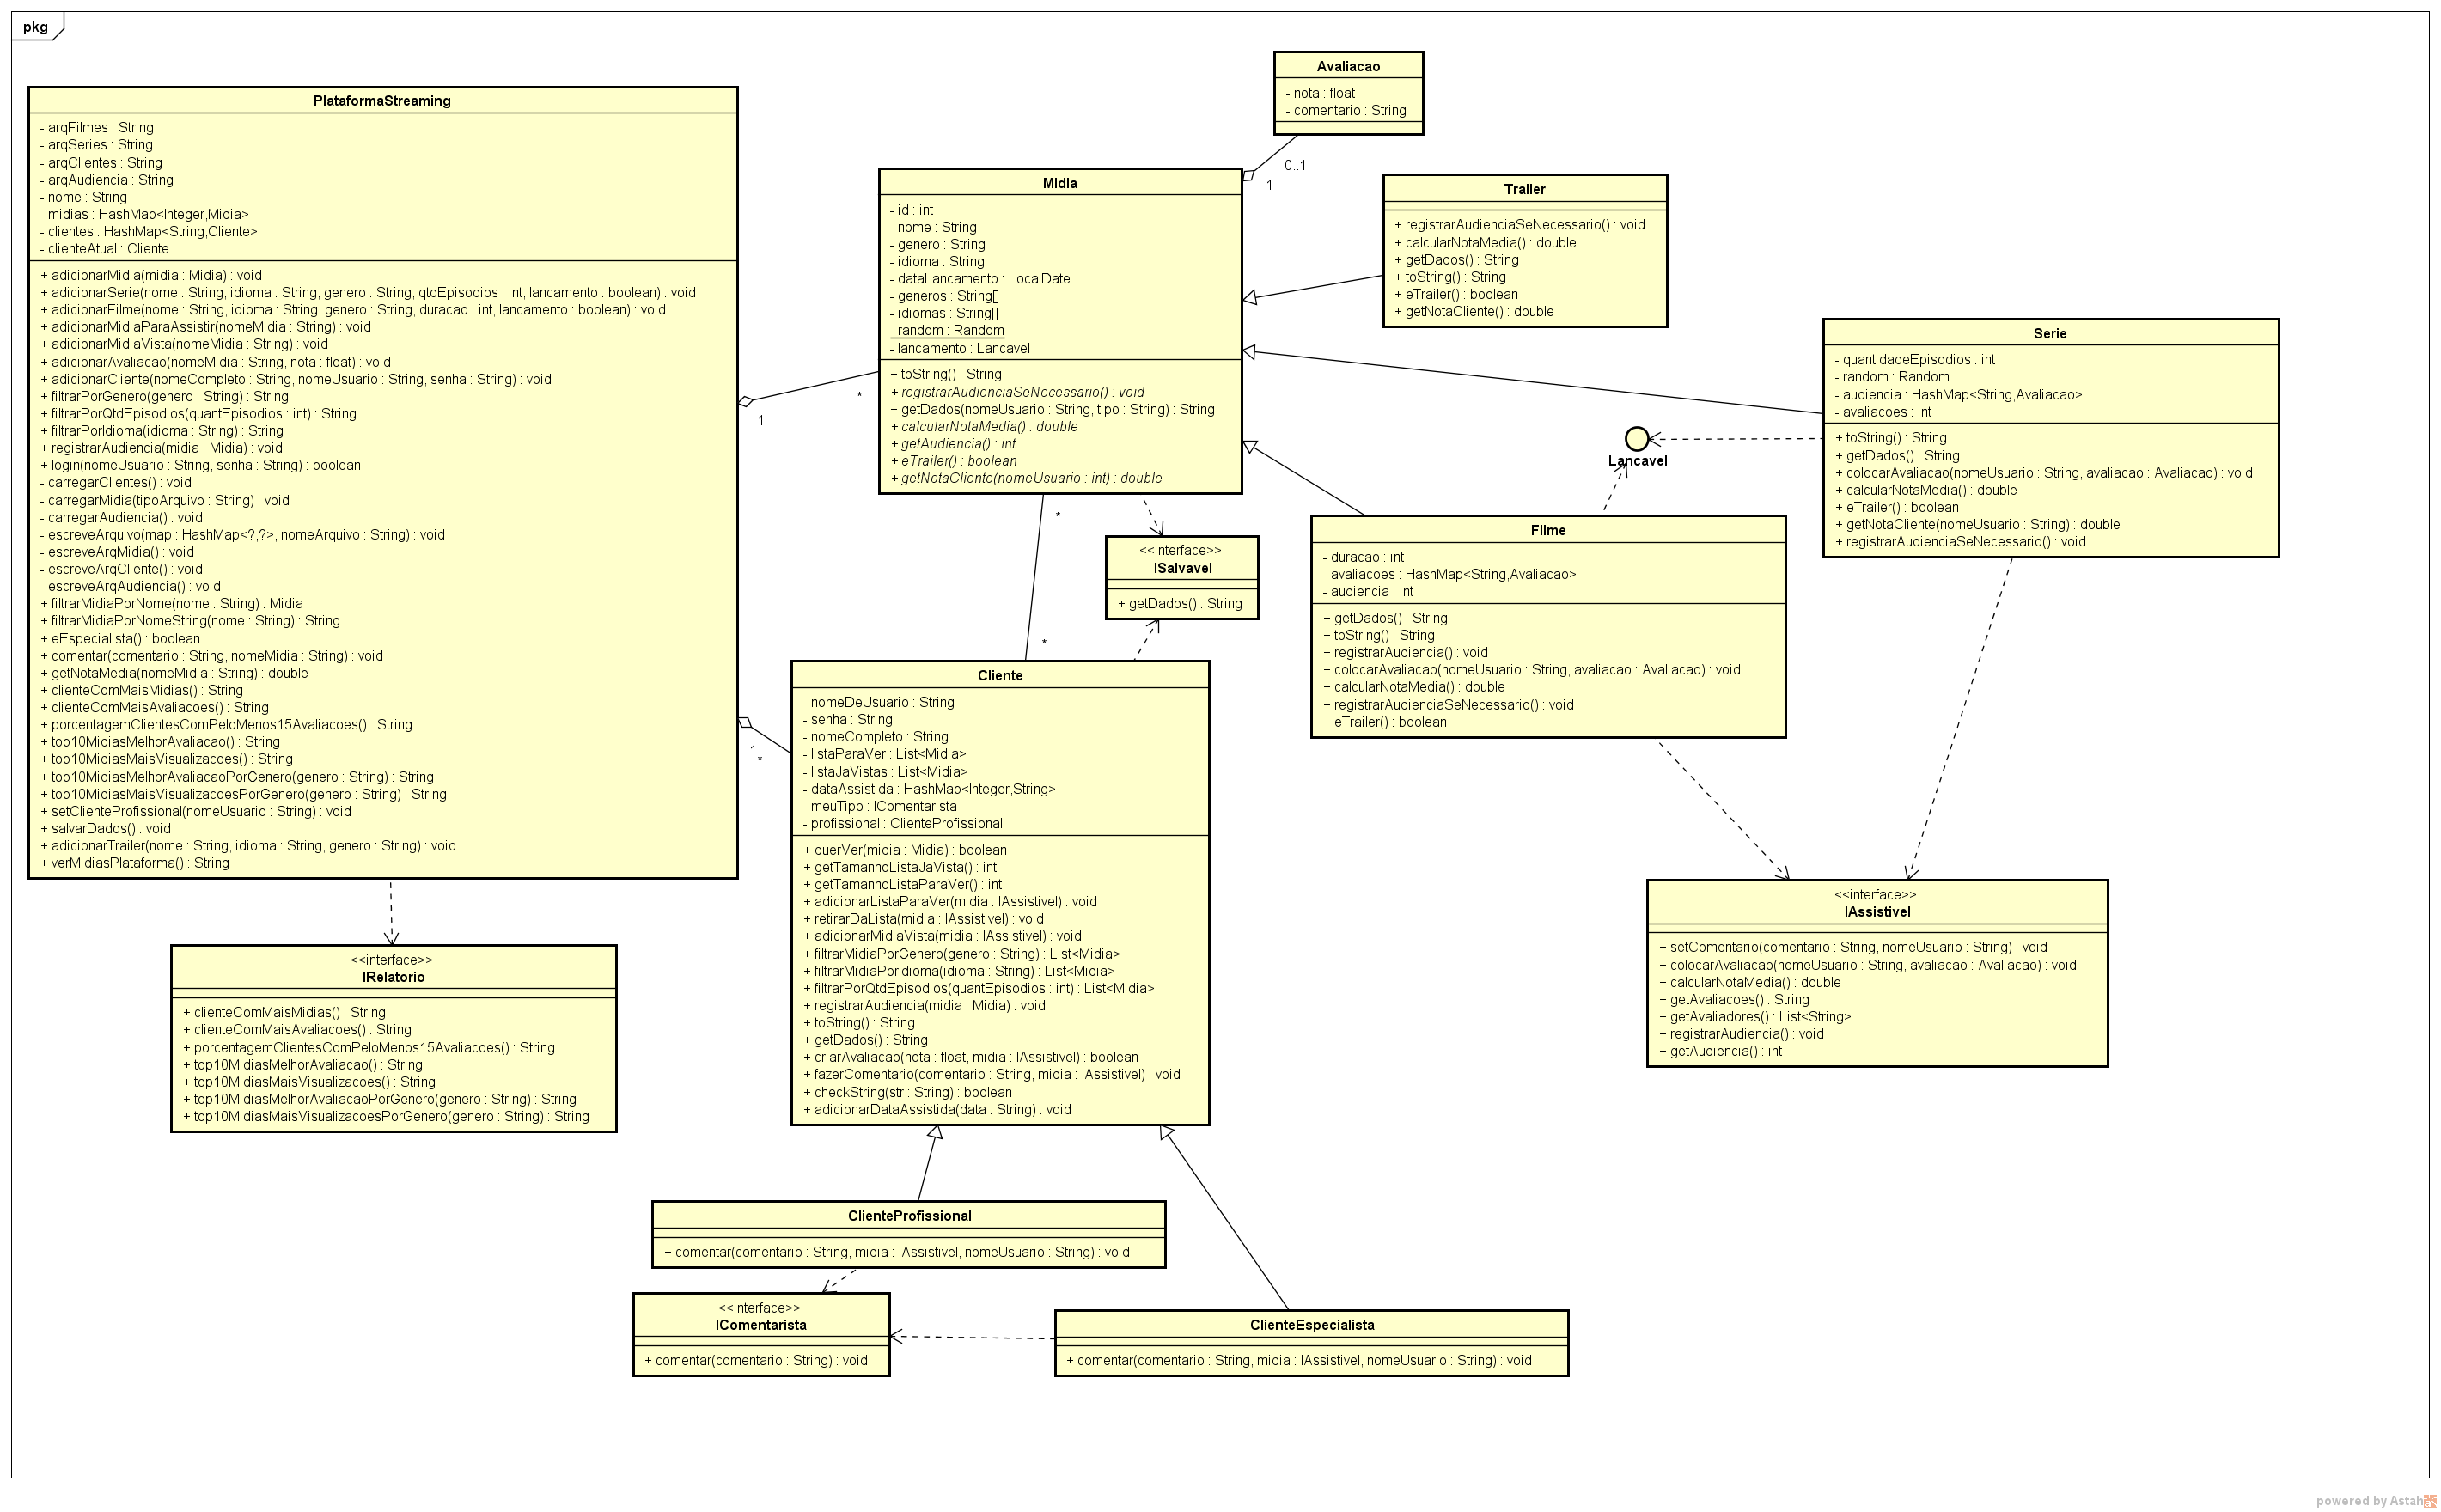 pkg
PlataformaStreaming
- arqFilmes : String
- arqSeries : String
- arqClientes : String
- arqAudiencia : String
- nome : String
- midias : HashMap<Integer,Midia>
- clientes : HashMap<String,Cliente>
- clienteAtual : Cliente
+ adicionarMidia(midia : Midia) : void
+ adicionarSerie(nome : String, idioma : String, genero : String, qtdEpisodios : int, lancamento : boolean) : void
+ adicionarFilme(nome : String, idioma : String, genero : String, duracao : int, lancamento : boolean) : void
+ adicionarMidiaParaAssistir(nomeMidia : String) : void
+ adicionarMidiaVista(nomeMidia : String) : void
+ adicionarAvaliacao(nomeMidia : String, nota : float) : void
+ adicionarCliente(nomeCompleto : String, nomeUsuario : String, senha : String) : void
+ filtrarPorGenero(genero : String) : String
+ filtrarPorQtdEpisodios(quantEpisodios : int) : String
+ filtrarPorIdioma(idioma : String) : String
+ registrarAudiencia(midia : Midia) : void
+ login(nomeUsuario : String, senha : String) : boolean
- carregarClientes() : void
- carregarMidia(tipoArquivo : String) : void
- carregarAudiencia() : void
- escreveArquivo(map : HashMap<?,?>, nomeArquivo : String) : void
- escreveArqMidia() : void
- escreveArqCliente() : void
- escreveArqAudiencia() : void
+ filtrarMidiaPorNome(nome : String) : Midia
+ filtrarMidiaPorNomeString(nome : String) : String
+ eEspecialista() : boolean
+ comentar(comentario : String, nomeMidia : String) : void
+ getNotaMedia(nomeMidia : String) : double
+ clienteComMaisMidias() : String
+ clienteComMaisAvaliacoes() : String
+ porcentagemClientesComPeloMenos15Avaliacoes() : String
+ top10MidiasMelhorAvaliacao() : String
+ top10MidiasMaisVisualizacoes() : String
+ top10MidiasMelhorAvaliacaoPorGenero(genero : String) : String
+ top10MidiasMaisVisualizacoesPorGenero(genero : String) : String
+ setClienteProfissional(nomeUsuario : String) : void
+ salvarDados() : void
+ adicionarTrailer(nome : String, idioma : String, genero : String) : void
+ verMidiasPlataforma() : String
Avaliacao
- nota : float
- comentario : String
0..1
1
Midia
- id : int
- nome : String
- genero : String
- idioma : String
- dataLancamento : LocalDate
- generos : String[]
- idiomas : String[]
- random : Random
- lancamento : Lancavel
+ toString() : String
+ registrarAudienciaSeNecessario() : void
+ getDados(nomeUsuario : String, tipo : String) : String
+ calcularNotaMedia() : double
+ getAudiencia() : int
+ eTrailer() : boolean
+ getNotaCliente(nomeUsuario : int) : double
*
1
Trailer
+ registrarAudienciaSeNecessario() : void
+ calcularNotaMedia() : double
+ getDados() : String
+ toString() : String
+ eTrailer() : boolean
+ getNotaCliente() : double
Serie
- quantidadeEpisodios : int
- random : Random
- audiencia : HashMap<String,Avaliacao>
- avaliacoes : int
+ toString() : String
+ getDados() : String
+ colocarAvaliacao(nomeUsuario : String, avaliacao : Avaliacao) : void
+ calcularNotaMedia() : double
+ eTrailer() : boolean
+ getNotaCliente(nomeUsuario : String) : double
+ registrarAudienciaSeNecessario() : void
Lancavel
*
<<interface>>
ISalvavel
+ getDados() : String
*
Filme
- duracao : int
- avaliacoes : HashMap<String,Avaliacao>
- audiencia : int
+ getDados() : String
+ toString() : String
+ registrarAudiencia() : void
+ colocarAvaliacao(nomeUsuario : String, avaliacao : Avaliacao) : void
+ calcularNotaMedia() : double
+ registrarAudienciaSeNecessario() : void
+ eTrailer() : boolean
1
*
Cliente
- nomeDeUsuario : String
- senha : String
- nomeCompleto : String
- listaParaVer : List<Midia>
- listaJaVistas : List<Midia>
- dataAssistida : HashMap<Integer,String>
- meuTipo : IComentarista
- profissional : ClienteProfissional
+ querVer(midia : Midia) : boolean
+ getTamanhoListaJaVista() : int
+ getTamanhoListaParaVer() : int
+ adicionarListaParaVer(midia : IAssistivel) : void
+ retirarDaLista(midia : IAssistivel) : void
+ adicionarMidiaVista(midia : IAssistivel) : void
+ filtrarMidiaPorGenero(genero : String) : List<Midia>
+ filtrarMidiaPorIdioma(idioma : String) : List<Midia>
+ filtrarPorQtdEpisodios(quantEpisodios : int) : List<Midia>
+ registrarAudiencia(midia : Midia) : void
+ toString() : String
+ getDados() : String
+ criarAvaliacao(nota : float, midia : IAssistivel) : boolean
+ fazerComentario(comentario : String, midia : IAssistivel) : void
+ checkString(str : String) : boolean
+ adicionarDataAssistida(data : String) : void
<<interface>>
IAssistivel
+ setComentario(comentario : String, nomeUsuario : String) : void
+ colocarAvaliacao(nomeUsuario : String, avaliacao : Avaliacao) : void
+ calcularNotaMedia() : double
+ getAvaliacoes() : String
+ getAvaliadores() : List<String>
+ registrarAudiencia() : void
+ getAudiencia() : int
<<interface>>
IRelatorio
+ clienteComMaisMidias() : String
+ clienteComMaisAvaliacoes() : String
+ porcentagemClientesComPeloMenos15Avaliacoes() : String
+ top10MidiasMelhorAvaliacao() : String
+ top10MidiasMaisVisualizacoes() : String
+ top10MidiasMelhorAvaliacaoPorGenero(genero : String) : String
+ top10MidiasMaisVisualizacoesPorGenero(genero : String) : String
ClienteProfissional
+ comentar(comentario : String, midia : IAssistivel, nomeUsuario : String) : void
<<interface>>
IComentarista
+ comentar(comentario : String) : void
ClienteEspecialista
+ comentar(comentario : String, midia : IAssistivel, nomeUsuario : String) : void
powered by Astah